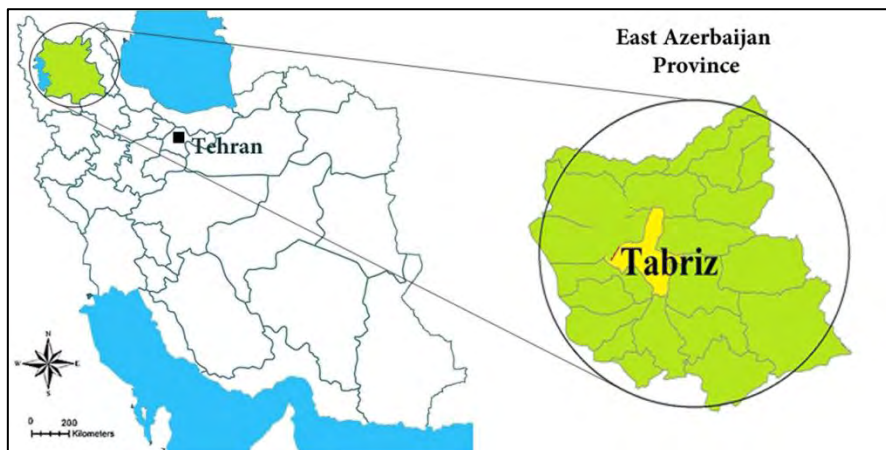 East Azerbaijan
Province
Tehran
Tabriz
N
W E
S
0 200
Kilometers